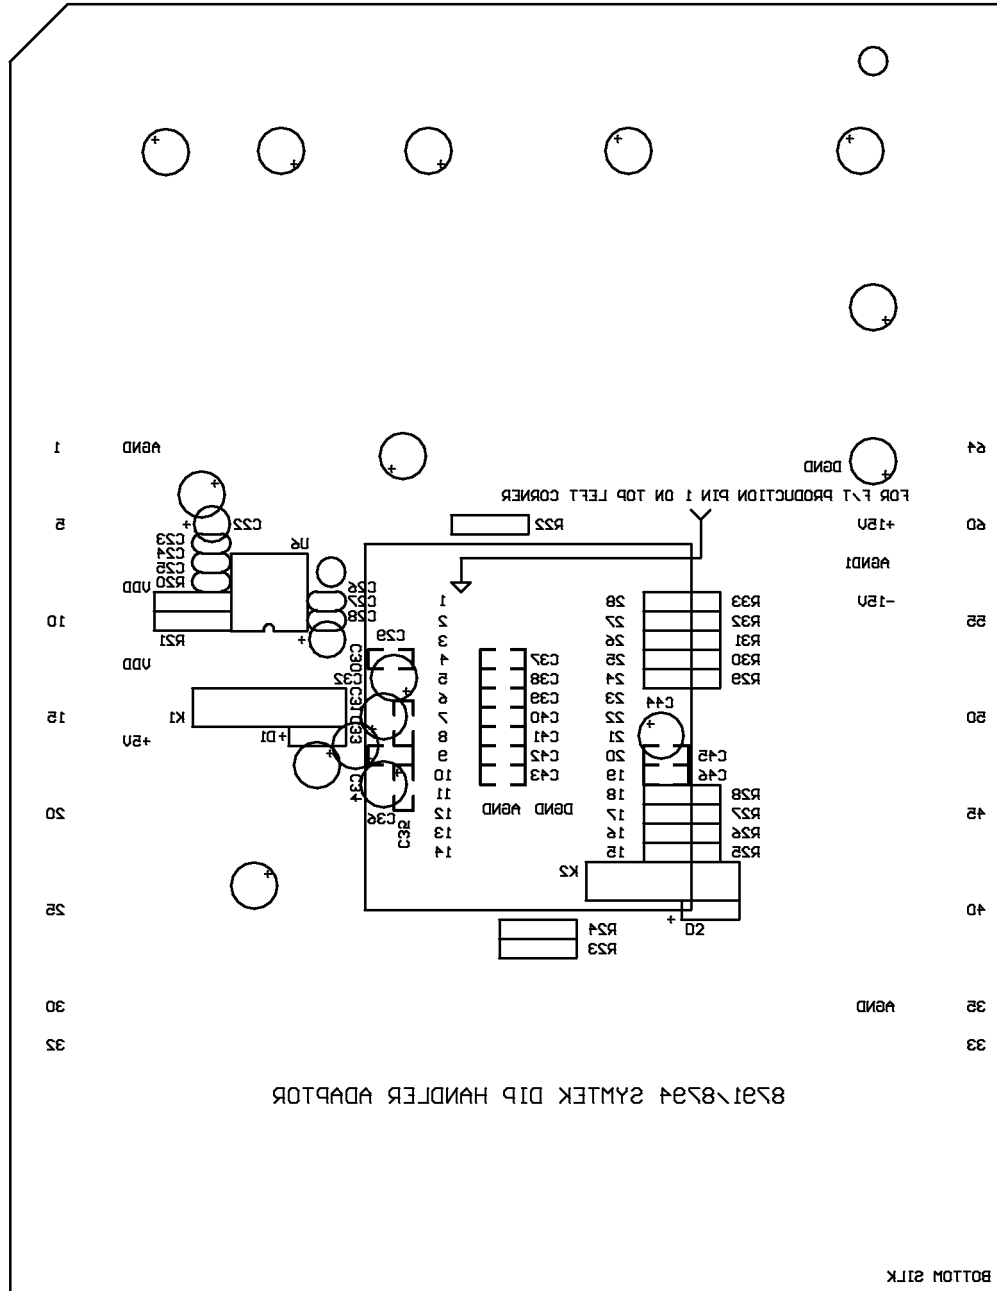 1 AGND DGND 64
FOR F/T PRODUCTION PIN 1 ON TOP LEFT CORNER
5 C22 R22 +15V 60
C23 U6
C24 AGND1
C25
R20
VDD C26
C27 1 28 R33 -15V
10 C28 2 27 R32 55
R21 C29 3 26 R31
VDD C30 4 C37 25 R30
C32 5 C38 24 R29
C31 6 C39 23 C44
15 K1 7 C40 22 50
+5V D1 + C33 8 C41 21
9 C42 20 C45
C34 10 C43 19 C46
11 18 R28
20 C36 12 AGND DGND 17 R27 45
C35 13 16 R26
14 15 R25
K2
25 40
R24 + D2
R23
30 AGND 35
32 33
8791/8794 SYMTEK DIP HANDLER ADAPTOR
BOTTOM SILK